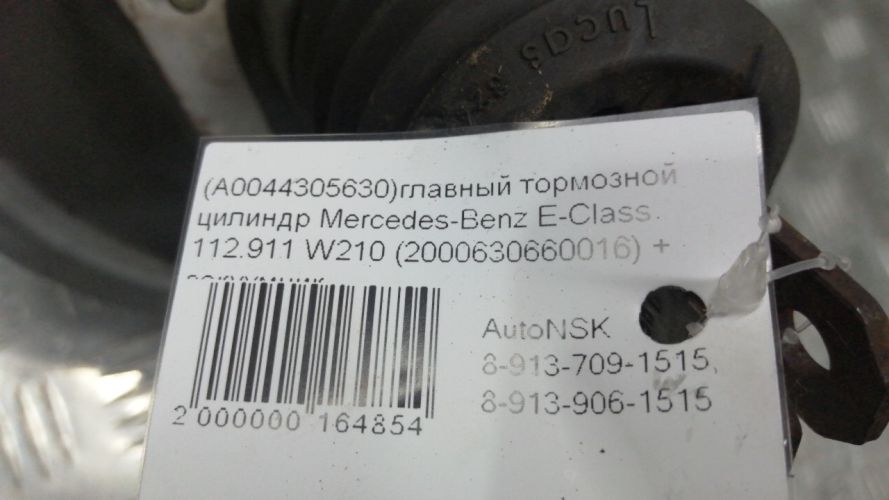 Lucas
(A0044305630)главный тормозной
цилиндр Mercedes-Benz E-Class
112.911 W210 (2000630660016) +
AutoNSK
8-913-709-1515,
8-913-906-1515
2 000000 164854